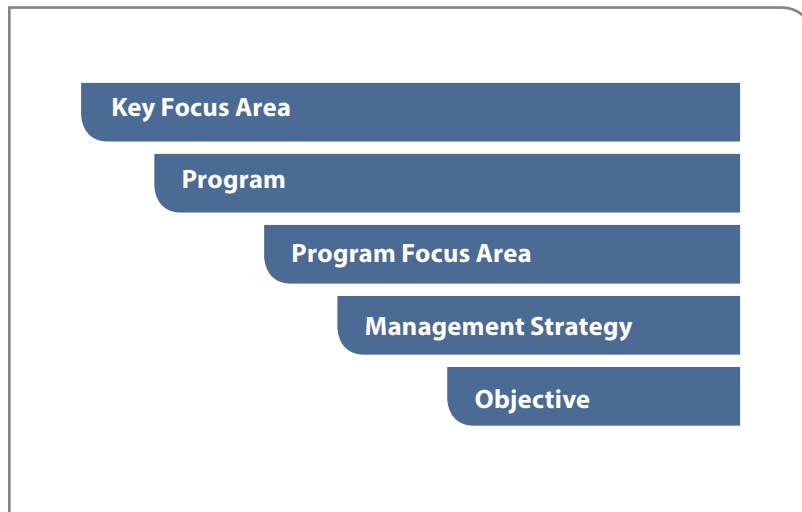 Key Focus Area
Program
Program Focus Area
Management Strategy
Objective